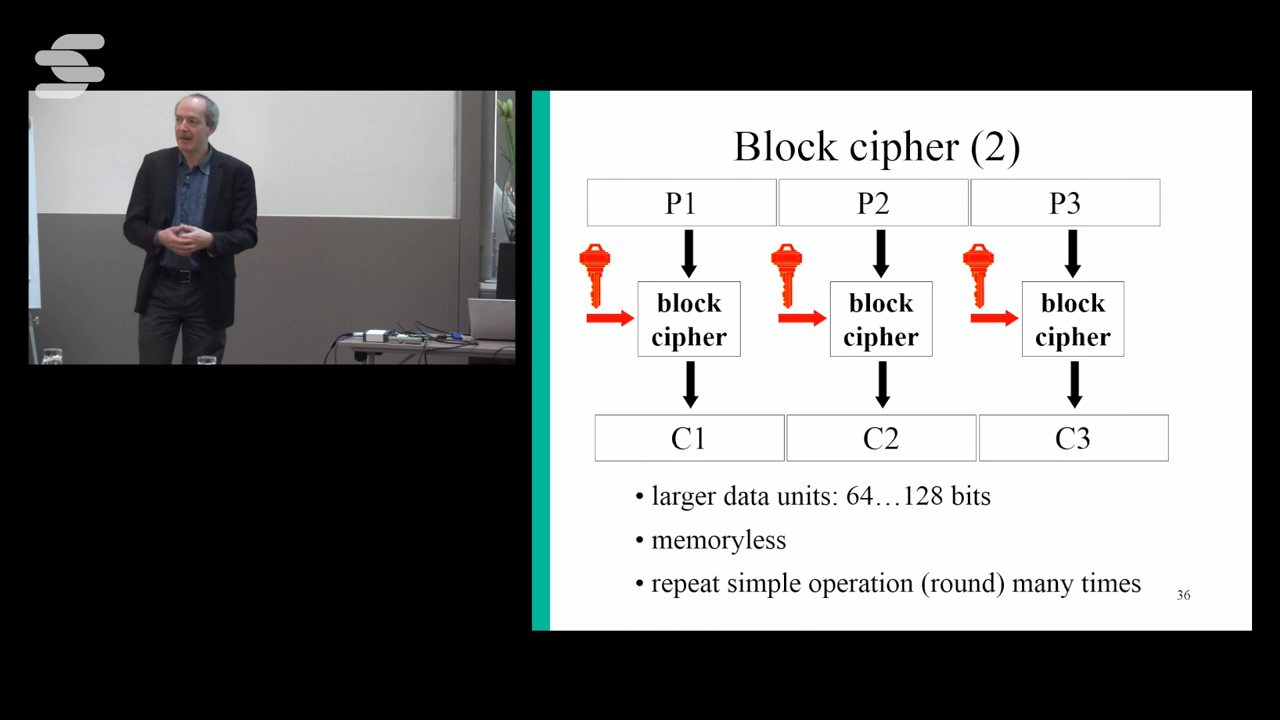 Block cipher (2)
P1 P2 P3
block block block
cipher cipher cipher
C1 C2 C3
• larger data units: 64…128 bits
• memoryless
• repeat simple operation (round) many times
36